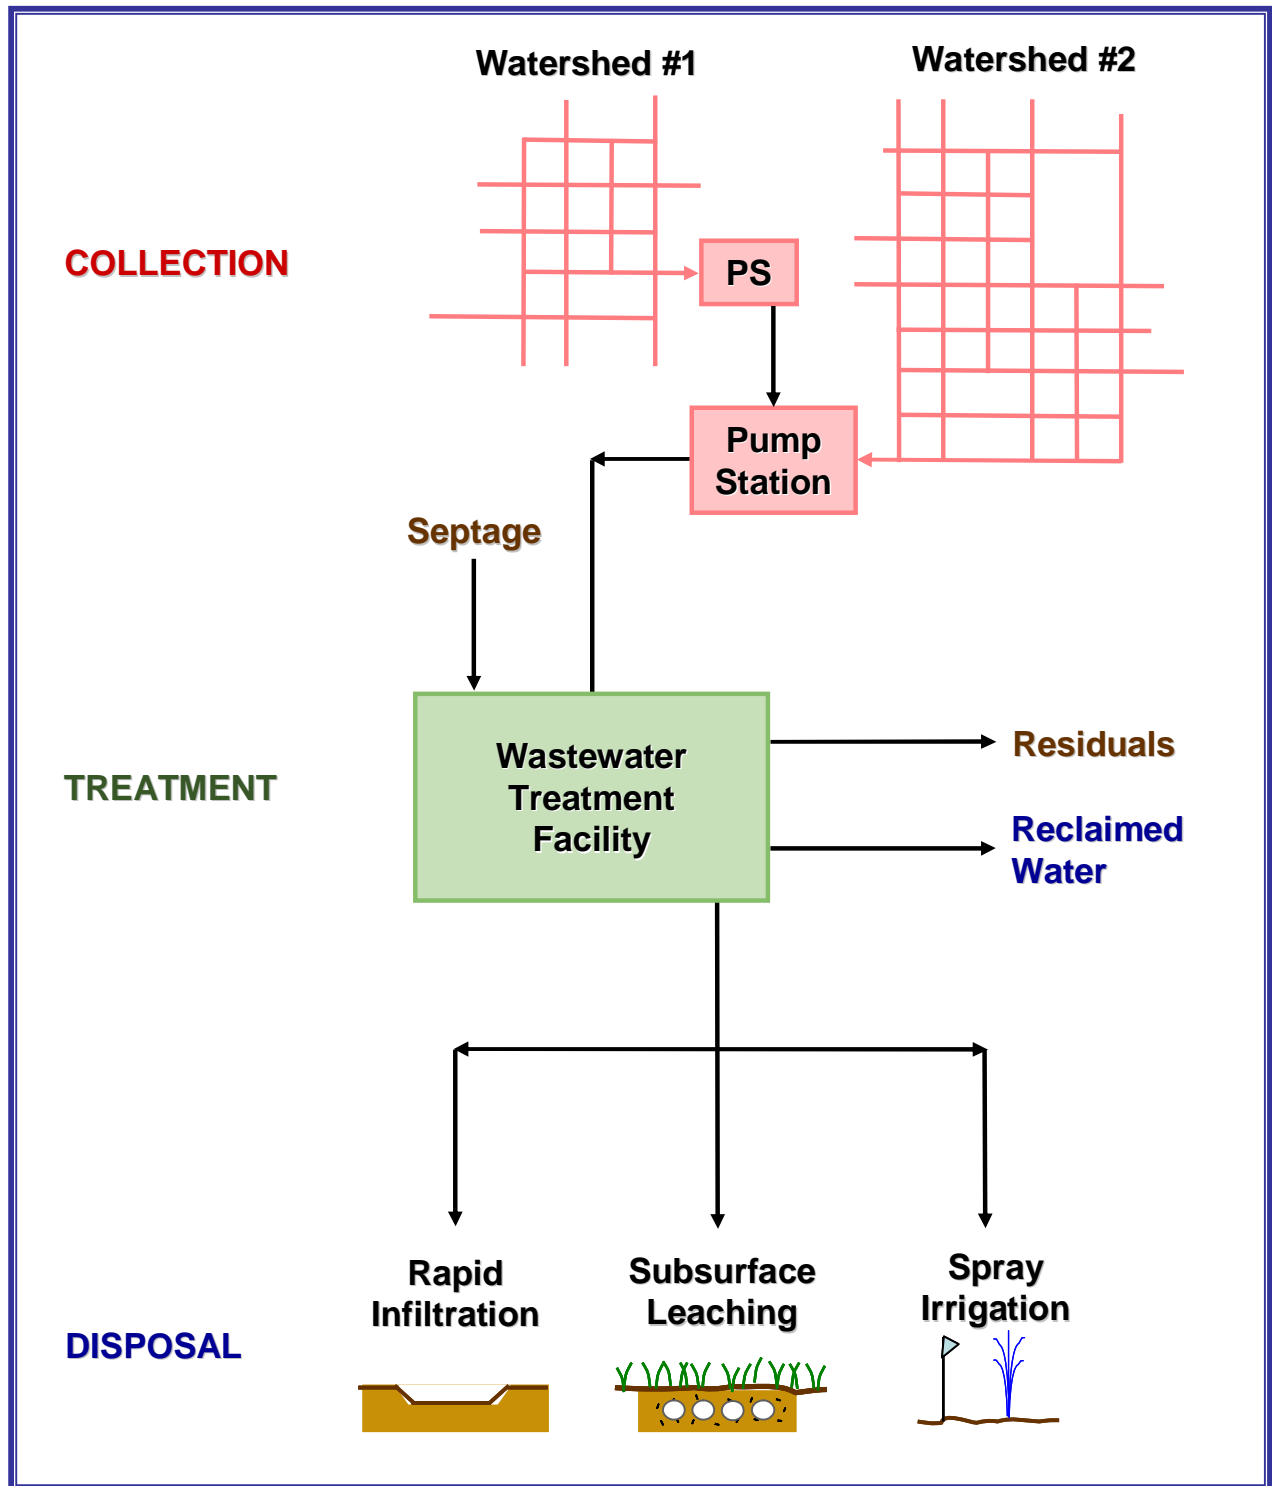 Watershed #1
Watershed #2
COLLECTION
PS
Pump
Station
Septage
Wastewater
Treatment
Facility
TREATMENT
Residuals
Reclaimed
Water
Rapid
Infiltration
Subsurface
Leaching
Spray
Irrigation
DISPOSAL